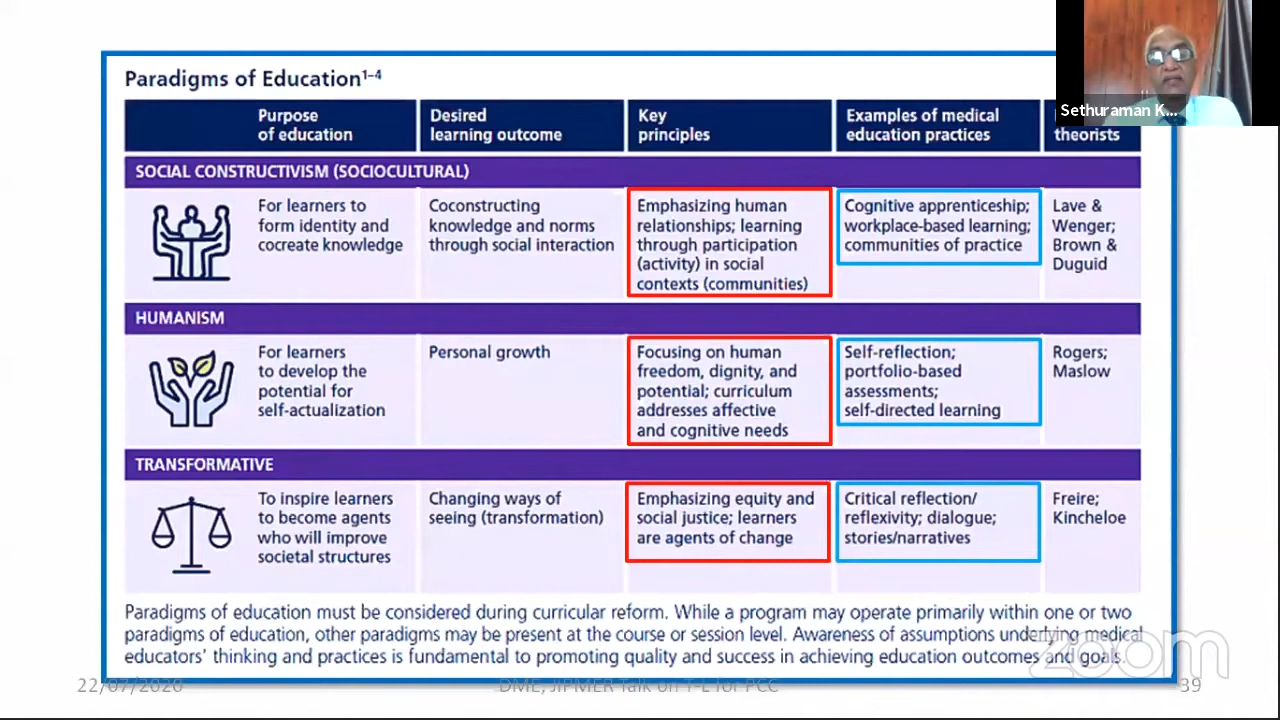 Sethuraman K...
Paradigms of Education1–4
Purpose
of education
Desired
learning outcome
Key
principles
Examples of medical
education practices
theorists
SOCIAL CONSTRUCTIVISM (SOCIOCULTURAL)
For learners to
form identity and
cocreate knowledge
Coconstructing
knowledge and norms
through social interaction
Emphasizing human
relationships; learning
through participation
(activity) in social
contexts (communities)
Cognitive apprenticeship;
workplace-based learning;
communities of practice
Lave &
Wenger;
Brown &
Duguid
HUMANISM
For learners
to develop the
potential for
self-actualization
Personal growth
Focusing on human
freedom, dignity, and
potential; curriculum
addresses affective
and cognitive needs
Self-reflection;
portfolio-based
assessments;
self-directed learning
Rogers;
Maslow
TRANSFORMATIVE
To inspire learners
to become agents
who will improve
societal structures
Changing ways of
seeing (transformation)
Emphasizing equity and
social justice; learners
are agents of change
Critical reflection/
reflexivity; dialogue;
stories/narratives
Freire;
Kincheloe
Paradigms of education must be considered during curricular reform. While a program may operate primarily within one or two
paradigms of education, other paradigms may be present at the course or session level. Awareness of assumptions underlying medical
educators' thinking and practices is fundamental to promoting quality and success in achieving education outcomes and goals.
zoom
22/07/2020
DME, JIPMER Talk on T-L for PCC
39